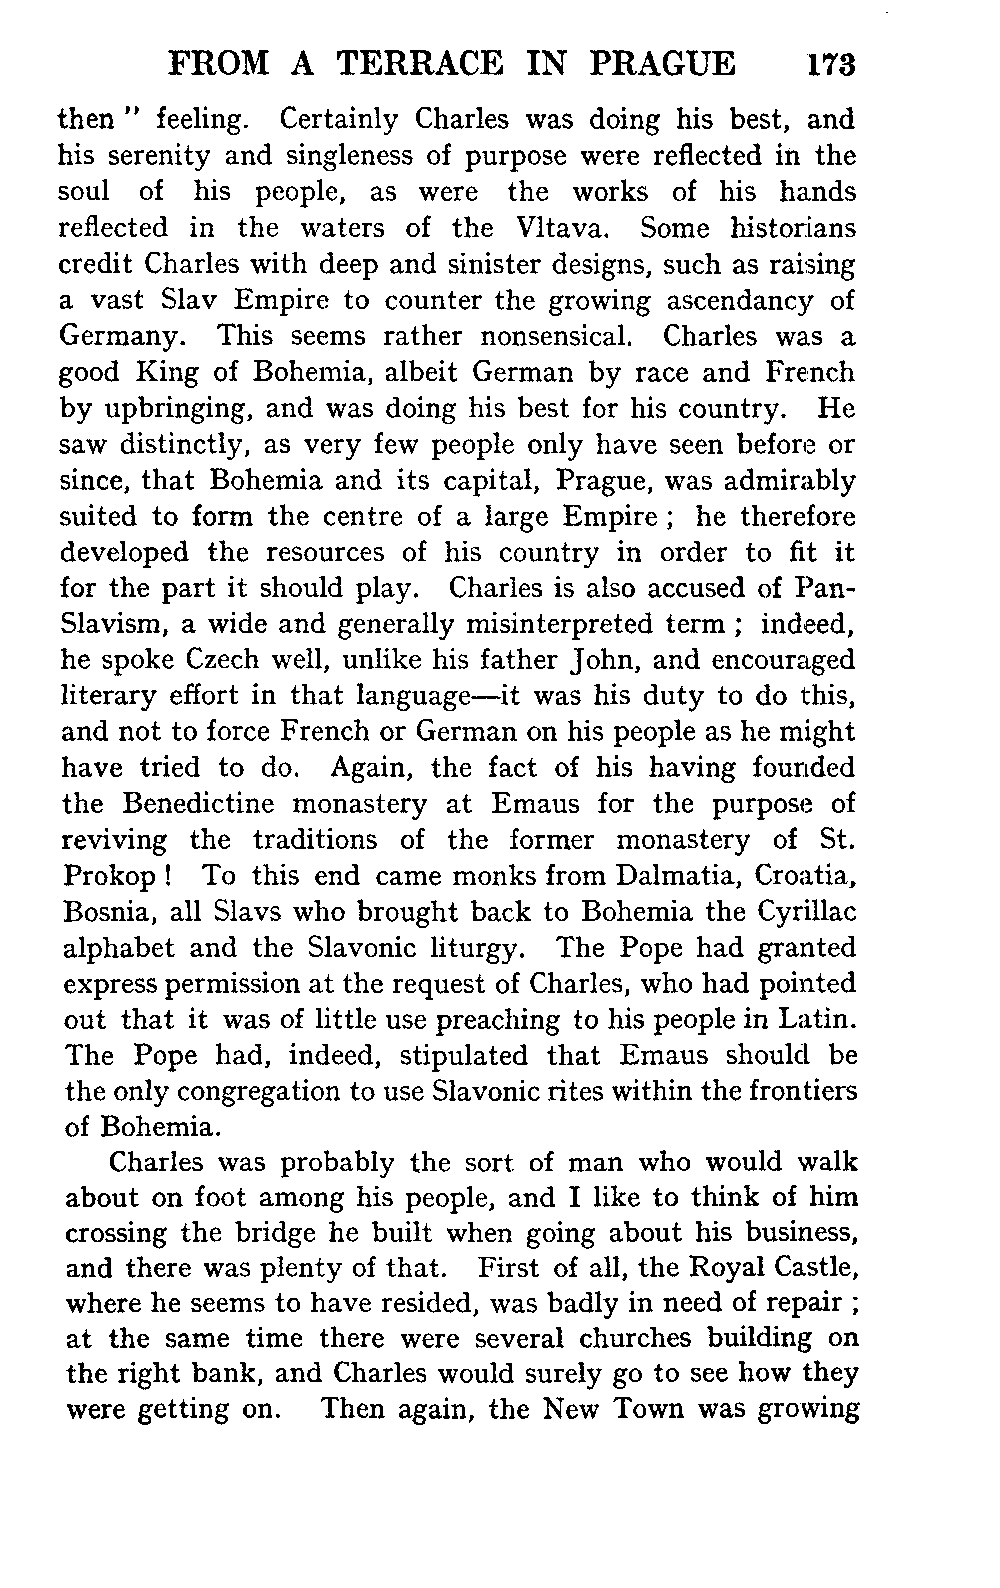 FROM A TERRACE IN PRAGUE 173
then " feeling. Certainly Charles was doing his best, and
his serenity and singleness of purpose were reflected in the
soul of his people, as were the works of his hands
reflected in the waters of the Vltava. Some historians
credit Charles with deep and sinister designs, such as raising
a vast Slav Empire to counter the growing ascendancy of
Germany. This seems rather nonsensical. Charles was a
good King of Bohemia, albeit German by race and French
by upbringing, and was doing his best for his country. He
saw distinctly, as very few people only have seen before or
since, that Bohemia and its capital, Prague, was admirably
suited to form the centre of a large Empire ; he therefore
developed the resources of his country in order to fit it
for the part it should play. Charles is also accused of Pan-
Slavism, a wide and generally misinterpreted term ; indeed,
he spoke Czech well, unlike his father John, and encouraged
literary effort in that language—it was his duty to do this,
and not to force French or German on his people as he might
have tried to do. Again, the fact of his having founded
the Benedictine monastery at Emaus for the purpose of
reviving the traditions of the former monastery of St.
Prokop ! To this end came monks from Dalmatia, Croatia,
Bosnia, all Slavs who brought back to Bohemia the Cyrillac
alphabet and the Slavonic liturgy. The Pope had granted
express permission at the request of Charles, who had pointed
out that it was of little use preaching to his people in Latin.
The Pope had, indeed, stipulated that Emaus should be
the only congregation to use Slavonic rites within the frontiers
of Bohemia.
Charles was probably the sort of man who would walk
about on foot among his people, and I like to think of him
crossing the bridge he built when going about his business,
and there was plenty of that. First of all, the Royal Castle,
where he seems to have resided, was badly in need of repair ;
at the same time there were several churches building on
the right bank, and Charles would surely go to see how they
were getting on. Then again, the New Town was growing